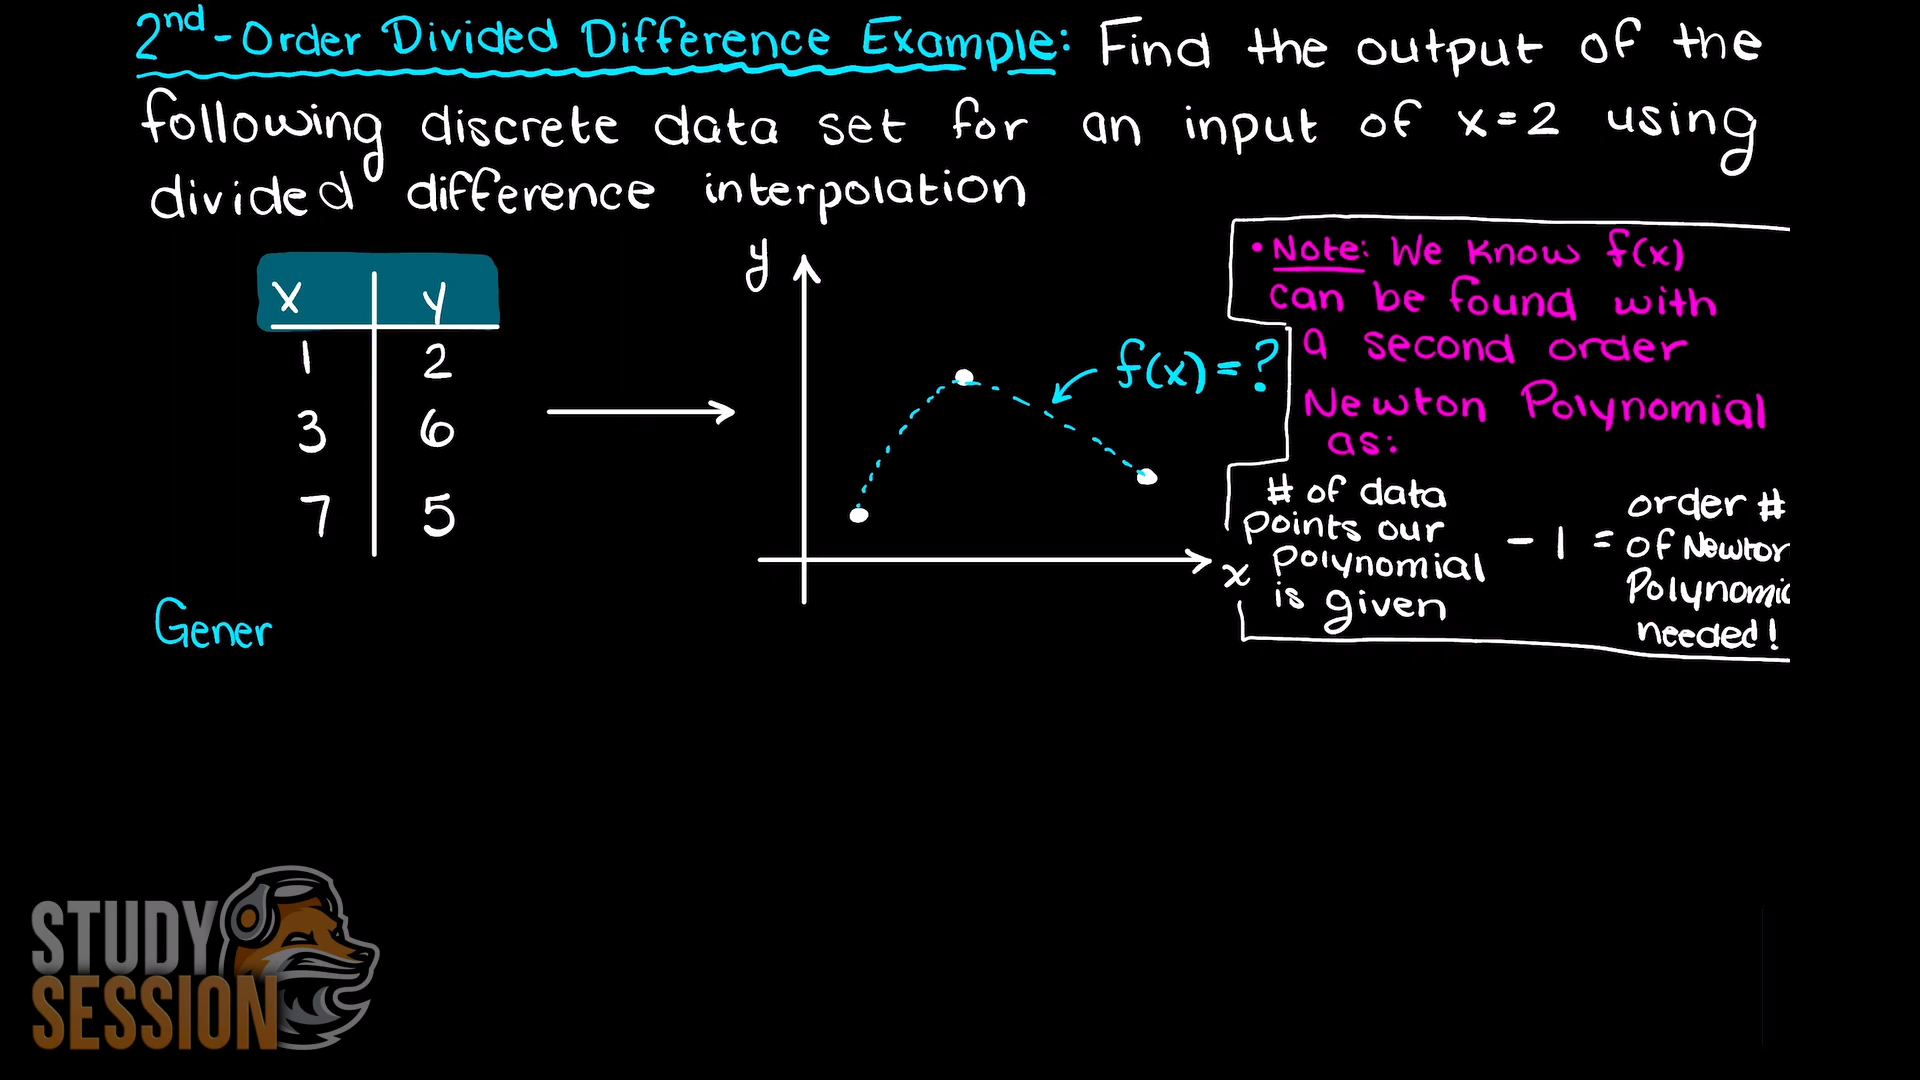 2nd-Order Divided Difference Example: Find the output of the
following discrete data set for an input of x=2 using
divided difference interpolation
x y
1 2
3 6
7 5
y
f(x)=?
x
• Note: We know f(x)
can be found with
a second order
Newton Polynomial
as:
# of data
points our
polynomial
is given
- 1 =
order #
of Newton
Polynomia
needed!
Gener
STUDY
SESSION